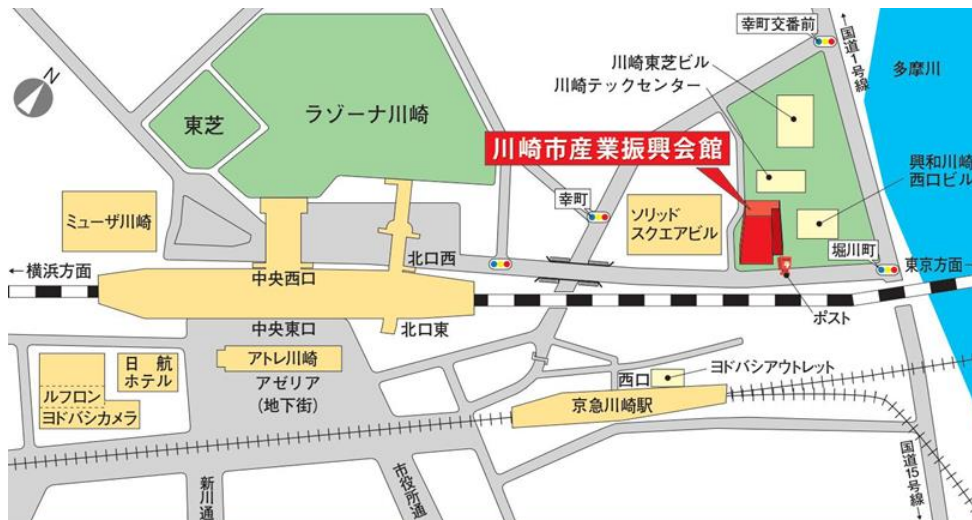 幸町交番前
←国道1号線
多摩川
川崎東芝ビル
川崎テックセンター
N
東芝
ラゾーナ川崎
川崎市産業振興会館
興和川崎
西口ビル
幸町
ミューザ川崎
ソリッド
スクエアビル
北口西
堀川町
←横浜方面
中央西口
東京方面→
中央東口
北口東
ポスト
日航
ホテル
アトレ川崎
ヨドバシアウトレット
西口
アゼリア
(地下街)
ルフロン
ヨドバシカメラ
京急川崎駅
新川通
市役所通
国道15号線→